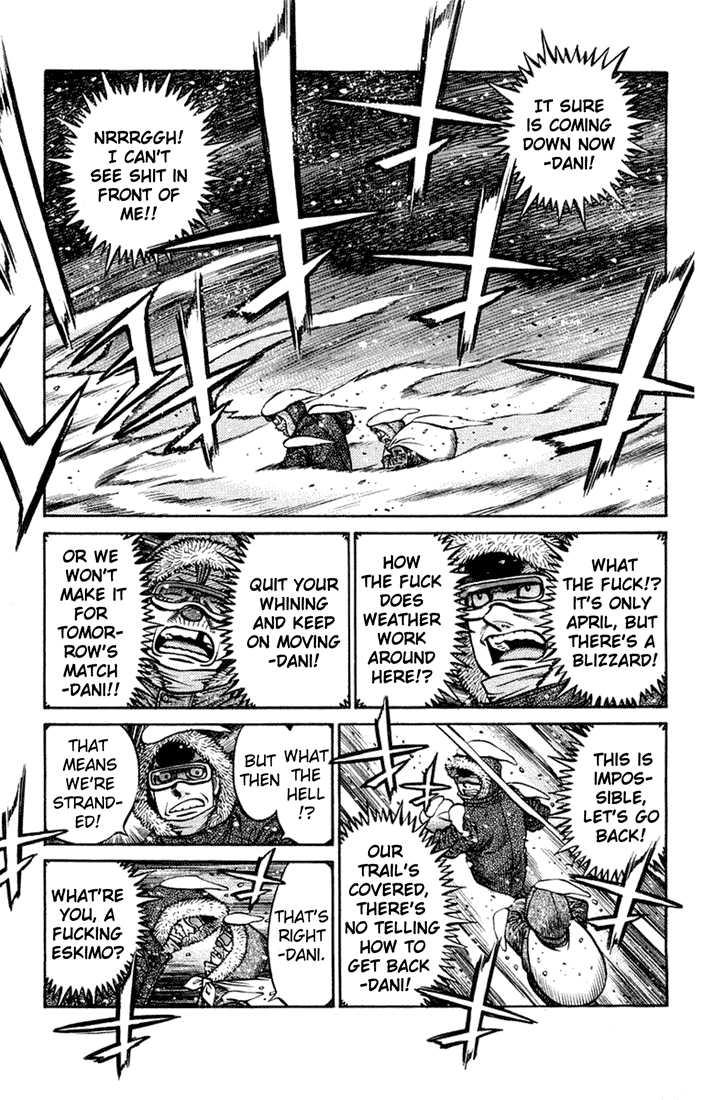 IT SURE
IS COMING
DOWN NOW
-DANI!
NRRRGGH!
I CAN'T
SEE SHIT IN
FRONT OF
ME!!
WHAT
THE FUCK!?
IT'S ONLY
APRIL, BUT
THERE'S A
BLIZZARD!
HOW
THE FUCK
DOES
WEATHER
WORK
AROUND
HERE!?
QUIT YOUR
WHINING
AND KEEP
ON MOVING
-DANI!
OR WE
WON'T
MAKE IT
FOR
TOMOR-
ROW'S
MATCH
-DANI!!
THIS IS
IMPOS-
SIBLE,
LET'S GO
BACK!
OUR
TRAIL'S
COVERED,
THERE'S
NO TELLING
HOW TO
GET BACK
-DANI!
WHAT
THE
HELL
!?
BUT
THEN
THAT
MEANS
WE'RE
STRAND-
ED!
THAT'S
RIGHT
-DANI.
WHAT'RE
YOU, A
FUCKING
ESKIMO?